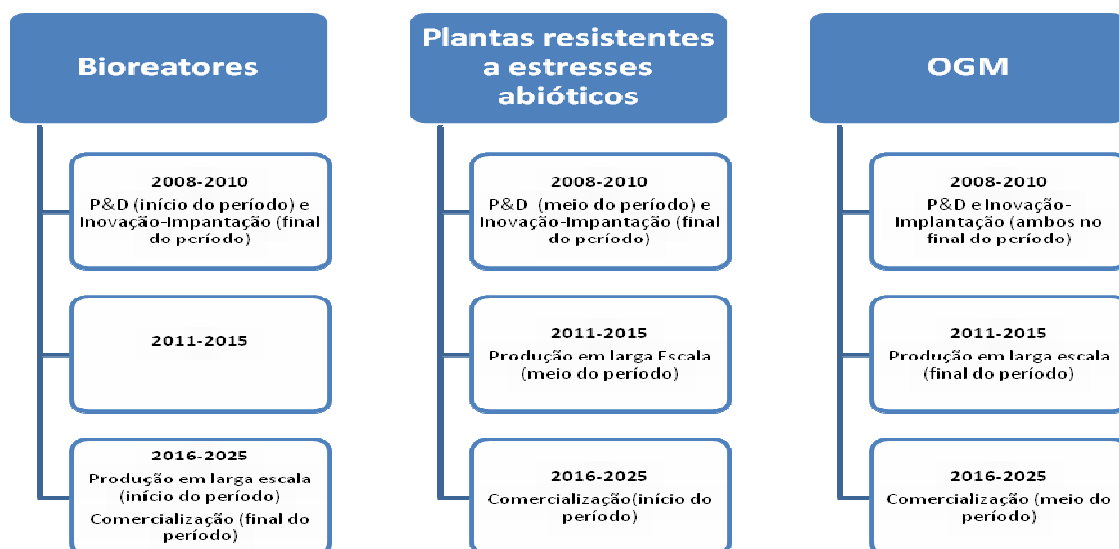 Bioreatores
2008-2010
P&D (início do período) e
Inovação-Impantação (final
do período)
2011-2015
2016-2025
Produção em larga escala
(início do período)
Comercialização (final do
período)
Plantas resistentes
a estresses
abióticos
2008-2010
P&D (meio do período) e
Inovação-Impantação (final
do período)
2011-2015
Produção em larga Escala
(meio do período)
2016-2025
Comercialização(início do
período)
OGM
2008-2010
P&D e Inovação-
Implantação (ambos no
final do período)
2011-2015
Produção em larga escala
(final do período)
2016-2025
Comercialização (meio do
período)